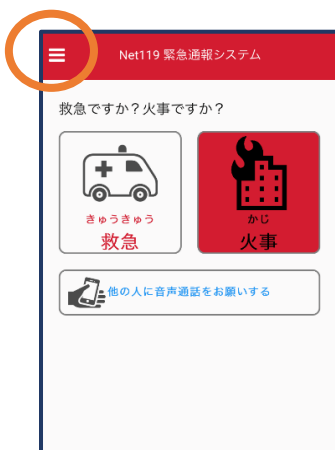 Net119 緊急通報システム
救急ですか？火事ですか？
きゅうきゅう
救急
かじ
火事
他の人に音声通話をお願いする